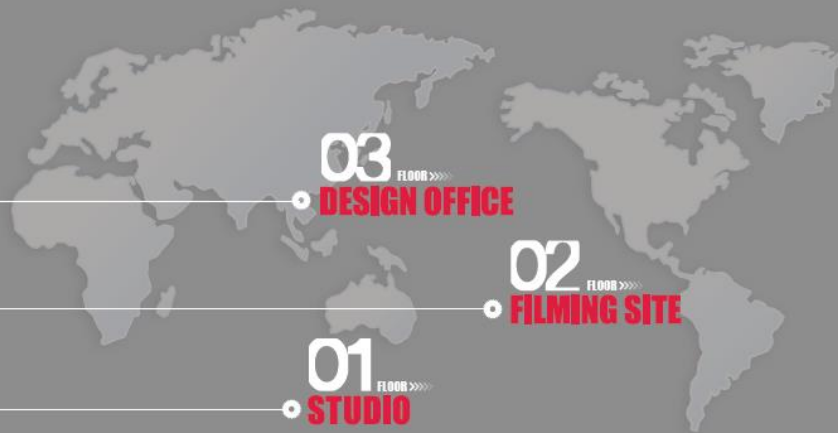 03 FLOOR >>>>>
DESIGN OFFICE
02 FLOOR >>>>>
FILMING SITE
01 FLOOR >>>>>
STUDIO